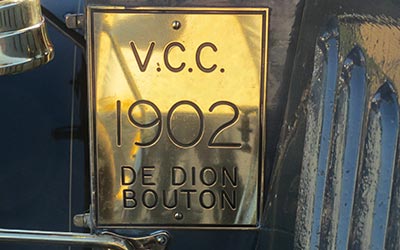 V.C.C.
1902
DE DION
BOUTON